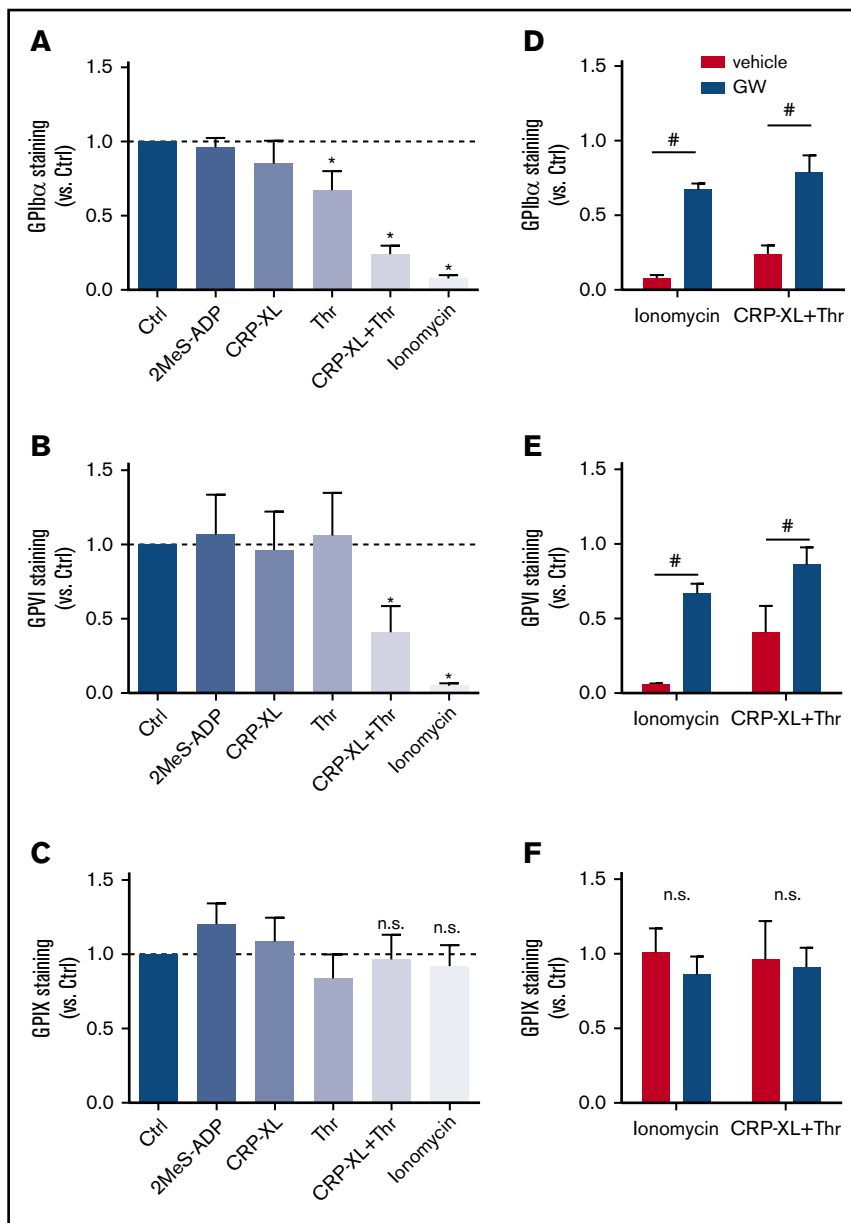 A
GPIbα staining
(vs. Ctrl)
1.5
1.0
0.5
0.0
*
*
*
Ctrl
2MeS-ADP
CRP-XL
Thr
CRP-XL+Thr
Ionomycin
D
vehicle
GW
GPIbα staining
(vs. Ctrl)
1.5
1.0
0.5
0.0
#
#
Ionomycin
CRP-XL+Thr
B
GPVI staining
(vs. Ctrl)
1.5
1.0
0.5
0.0
*
*
Ctrl
2MeS-ADP
CRP-XL
Thr
CRP-XL+Thr
Ionomycin
E
GPVI staining
(vs. Ctrl)
1.5
1.0
0.5
0.0
#
#
Ionomycin
CRP-XL+Thr
C
GPIX staining
(vs. Ctrl)
1.5
1.0
0.5
0.0
n.s.
n.s.
Ctrl
2MeS-ADP
CRP-XL
Thr
CRP-XL+Thr
Ionomycin
F
GPIX staining
(vs. Ctrl)
1.5
1.0
0.5
0.0
n.s.
n.s.
Ionomycin
CRP-XL+Thr